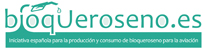 bioqueroseno.es
iniciativa española para la producción y consumo de bioqueroseno para la aviación